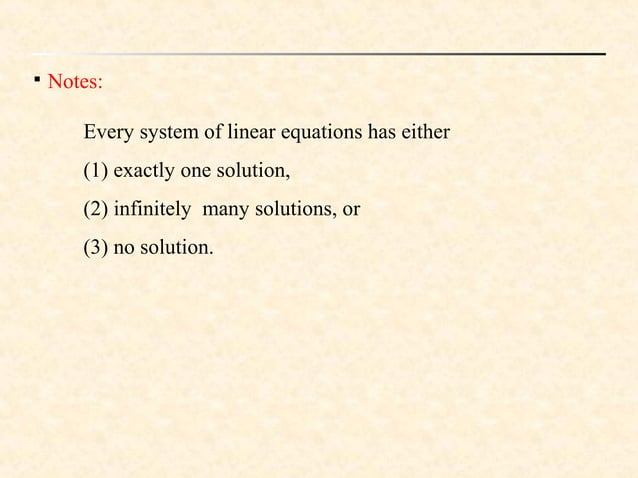 ▪ Notes:
Every system of linear equations has either
(1) exactly one solution,
(2) infinitely  many solutions, or
(3) no solution.